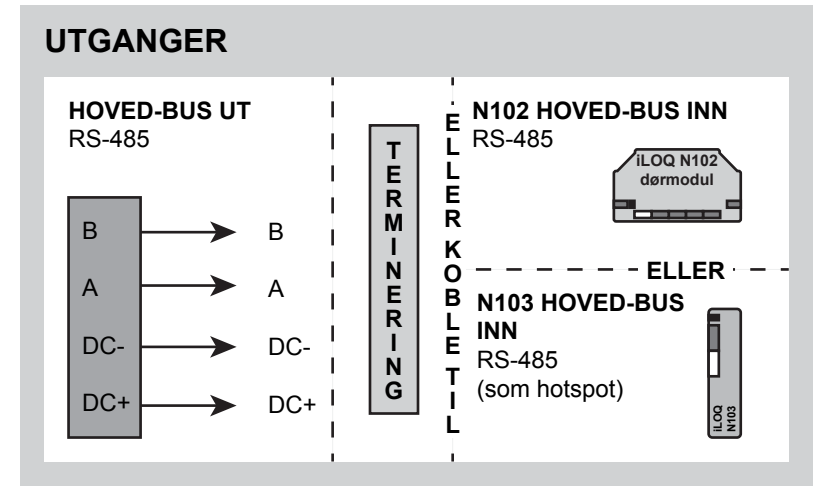 UTGANGER
HOVED-BUS UT
RS-485
B
B
A
A
DC-
DC-
DC+
DC+
TERMINERING
ELLER KOBLE TIL
N102 HOVED-BUS INN
RS-485
iLOQ N102
dørmodul
ELLER
N103 HOVED-BUS
INN
RS-485
(som hotspot)
iLOQ
N103